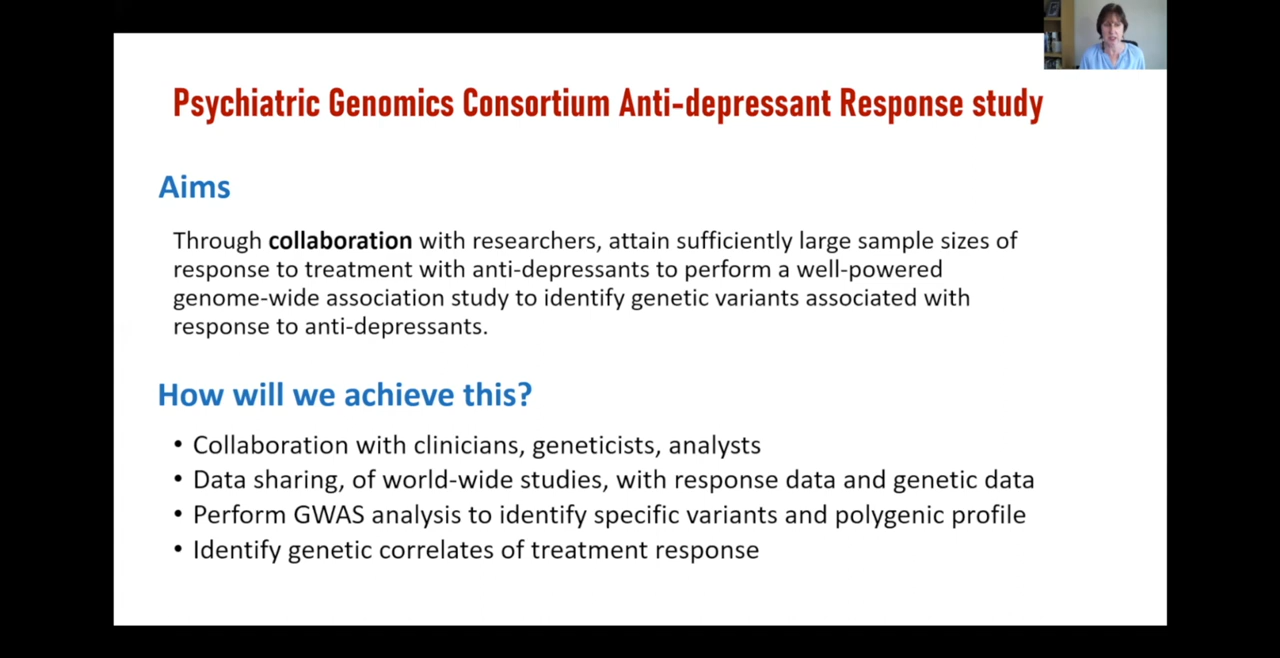 Psychiatric Genomics Consortium Anti-depressant Response study
Aims
Through collaboration with researchers, attain sufficiently large sample sizes of
response to treatment with anti-depressants to perform a well-powered
genome-wide association study to identify genetic variants associated with
response to anti-depressants.
How will we achieve this?
• Collaboration with clinicians, geneticists, analysts
• Data sharing, of world-wide studies, with response data and genetic data
• Perform GWAS analysis to identify specific variants and polygenic profile
• Identify genetic correlates of treatment response